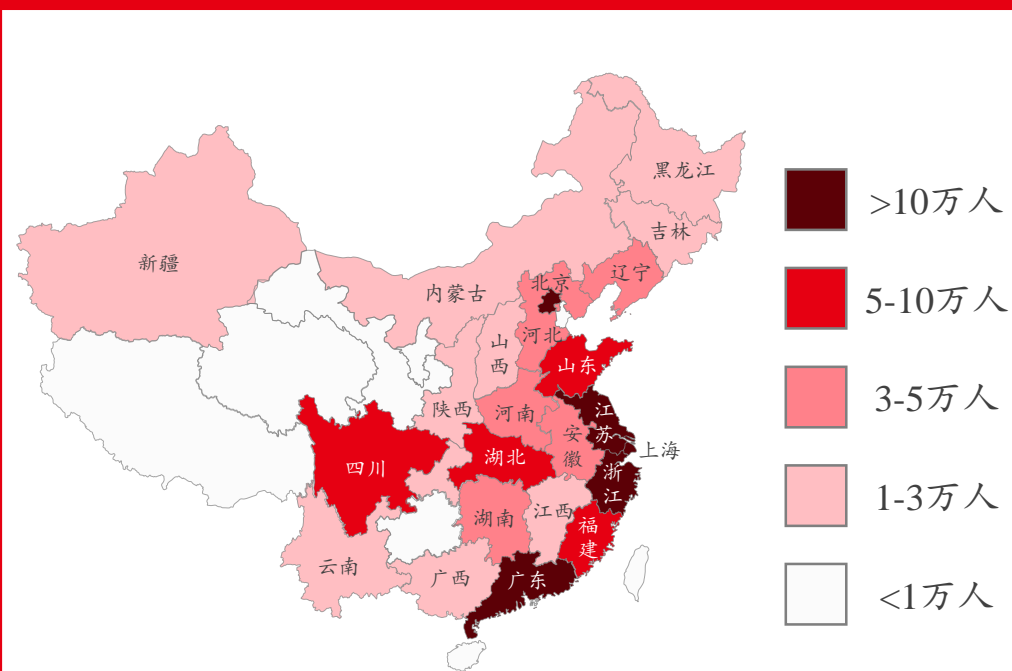 黑龙江
吉林
新疆
辽宁
北京
内蒙古
河北
山西
山东
陕西
河南
江苏
安徽
上海
湖北
四川
浙江
湖南
江西
福建
云南
广西
广东
>10万人
5-10万人
3-5万人
1-3万人
<1万人